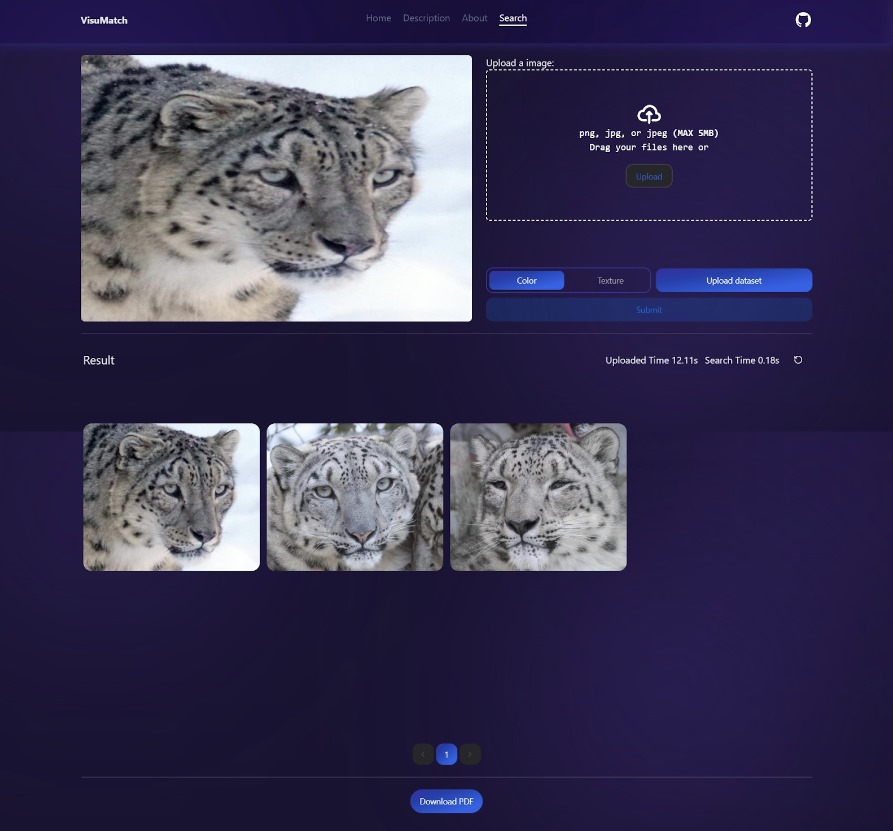 VisuMatch
Home Description About Search
Upload a image:
png, jpg, or jpeg (MAX 5MB)
Drag your files here or
Upload
Color Texture Upload dataset
Submit
Result Uploaded Time 12.11s Search Time 0.18s
1
Download PDF